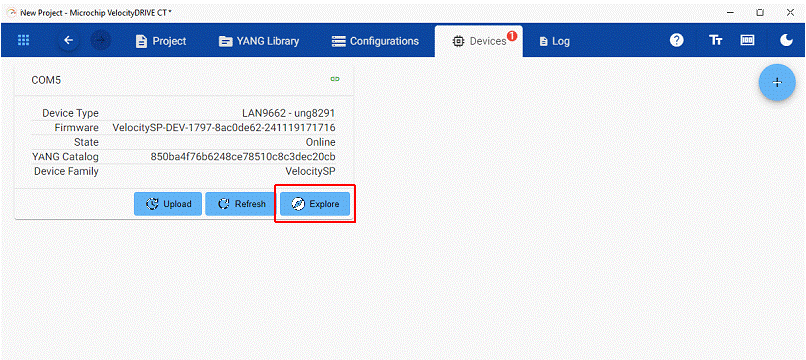 New Project - Microchip VelocityDRIVE CT*
Project YANG Library Configurations Devices 1 Log
COM5
Device Type LAN9662 - ung8291
Firmware VelocitySP-DEV-1797-8ac0de62-241119171716
State Online
YANG Catalog 850ba4f76b6248ce78510c8c3dec20cb
Device Family VelocitySP
Upload Refresh Explore